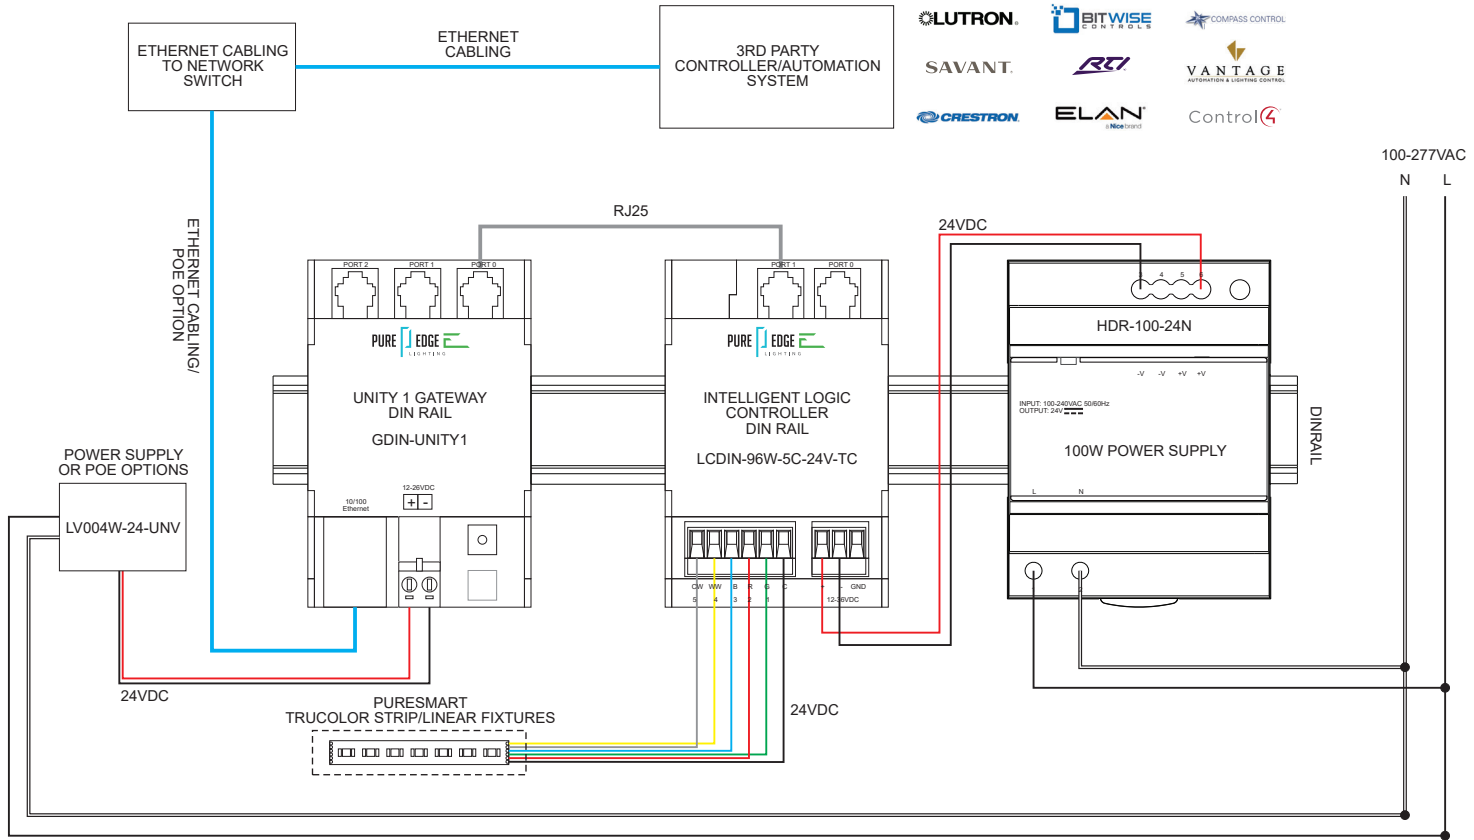 ETHERNET CABLING
TO NETWORK
SWITCH
ETHERNET
CABLING
3RD PARTY
CONTROLLER/AUTOMATION
SYSTEM
LUTRON®
BITWISE
CONTROLS
COMPASS CONTROL
SAVANT.
RTI
VANTAGE
AUTOMATION & LIGHTING CONTROL
CRESTRON
ELAN®
a Nice brand
Control4
100-277VAC
N L
RJ25
24VDC
ETHERNET CABLING/
POE OPTION
PORT 2 PORT 1 PORT 0
PURE EDGE
LIGHTING
UNITY 1 GATEWAY
DIN RAIL
GDIN-UNITY1
12-26VDC
+ -
10/100
Ethernet
PORT 1 PORT 0
PURE EDGE
LIGHTING
INTELLIGENT LOGIC
CONTROLLER
DIN RAIL
LCDIN-96W-5C-24V-TC
CW WW B R G C
5 4 3 2 1
+ - GND
12-36VDC
3 4 5 6
HDR-100-24N
-V -V +V +V
INPUT: 100-240VAC 50/60Hz
OUTPUT: 24V
100W POWER SUPPLY
L N
DINRAIL
POWER SUPPLY
OR POE OPTIONS
LV004W-24-UNV
24VDC
PURESMART
TRUCOLOR STRIP/LINEAR FIXTURES
24VDC